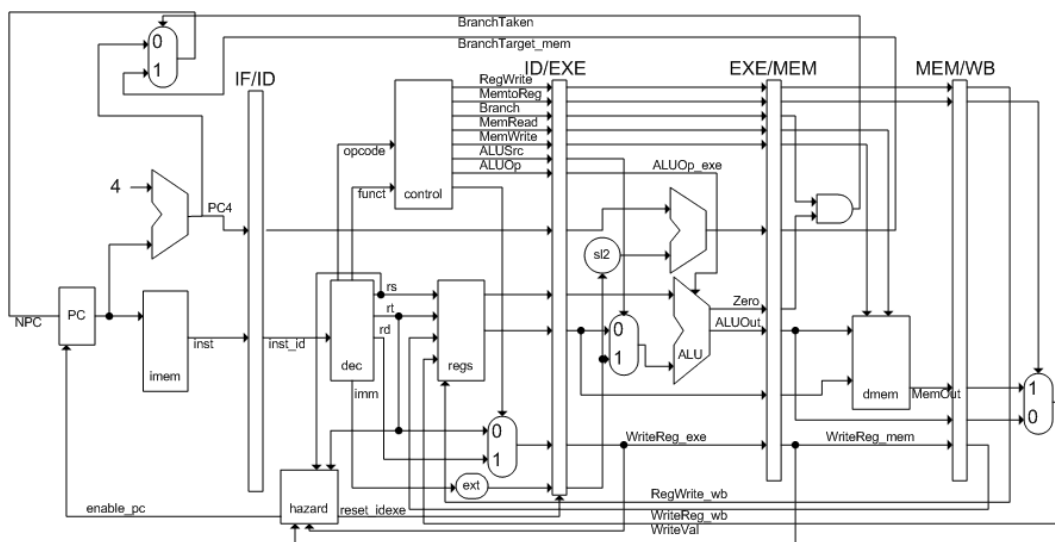 BranchTaken
BranchTarget_mem
0
1
IF/ID
ID/EXE
EXE/MEM
MEM/WB
RegWrite
MemtoReg
Branch
MemRead
MemWrite
ALUSrc
ALUOp
opcode
funct
control
ALUOp_exe
4
PC4
sl2
NPC
PC
imem
inst
inst_id
dec
rs
rt
rd
imm
regs
0
1
ALU
Zero
ALUOut
dmem
MemOut
1
0
0
1
ext
WriteReg_exe
WriteReg_mem
hazard
enable_pc
reset_idexe
RegWrite_wb
WriteReg_wb
WriteVal